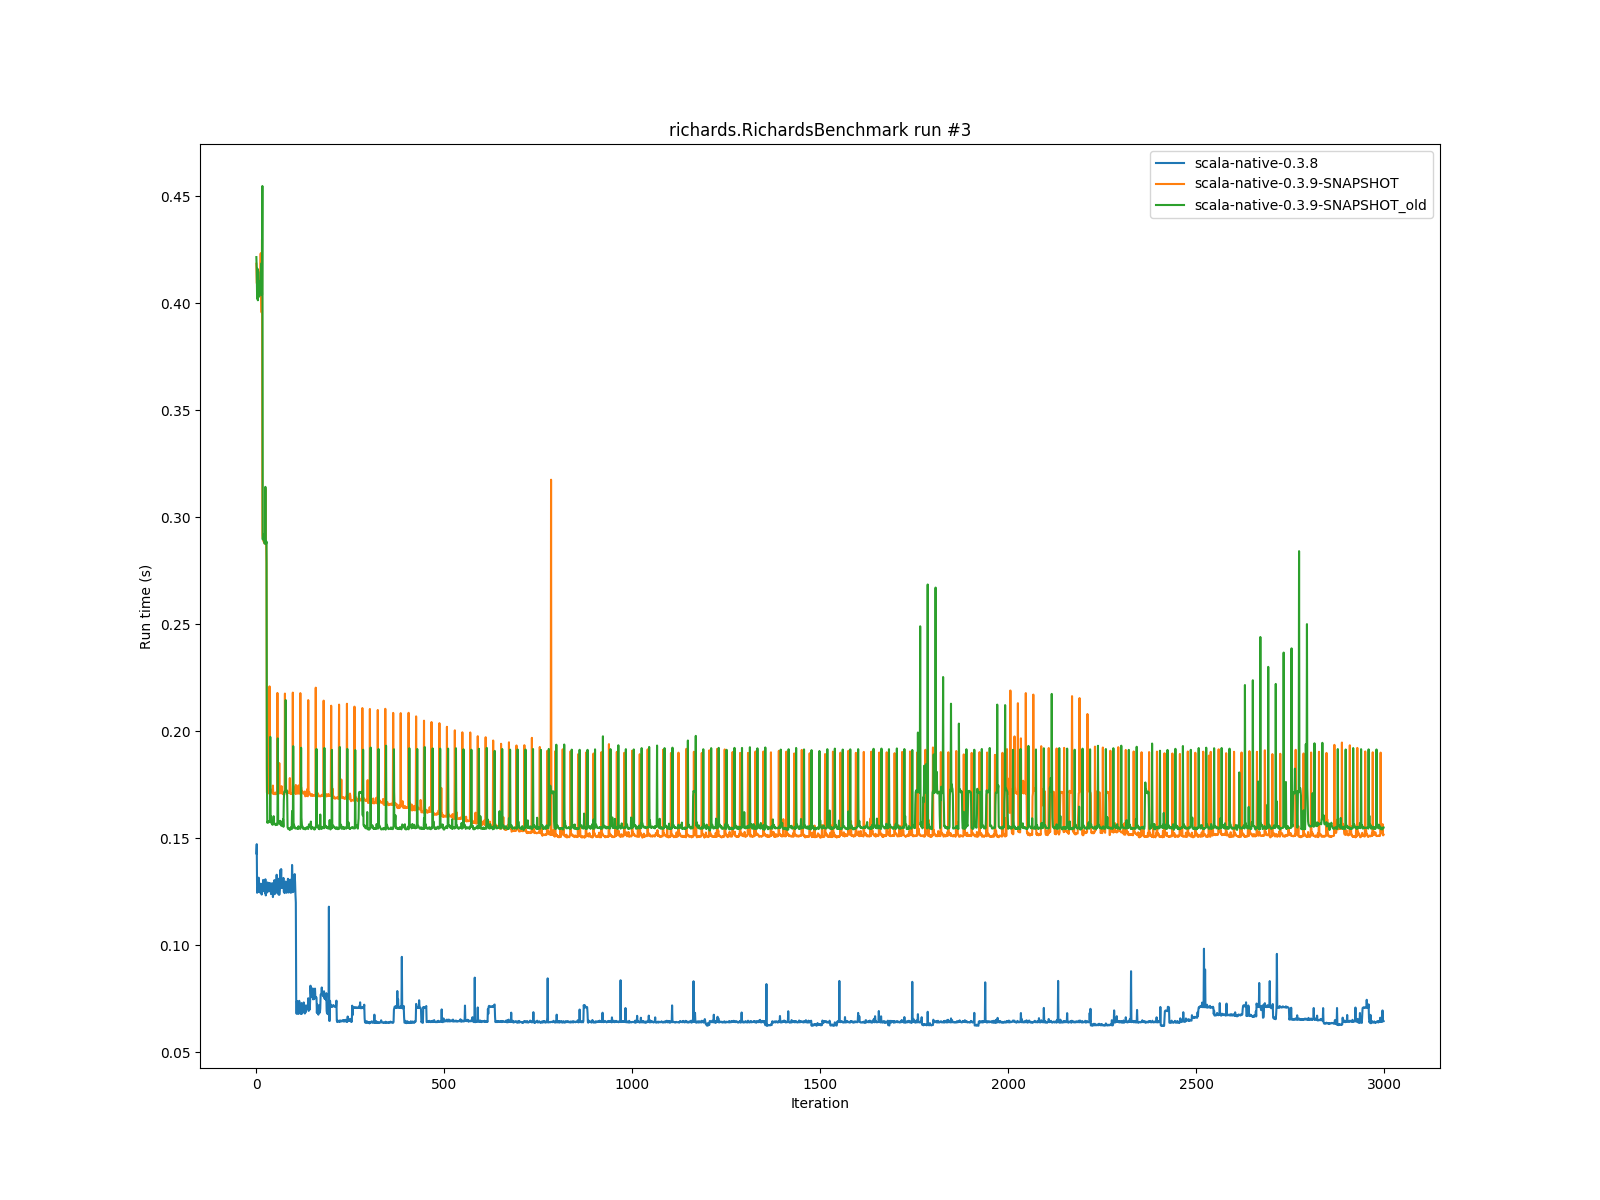 richards.RichardsBenchmark run #3
scala-native-0.3.8
scala-native-0.3.9-SNAPSHOT
scala-native-0.3.9-SNAPSHOT_old
0.45
0.40
0.35
0.30
0.25
0.20
0.15
0.10
0.05
Run time (s)
0 500 1000 1500 2000 2500 3000
Iteration